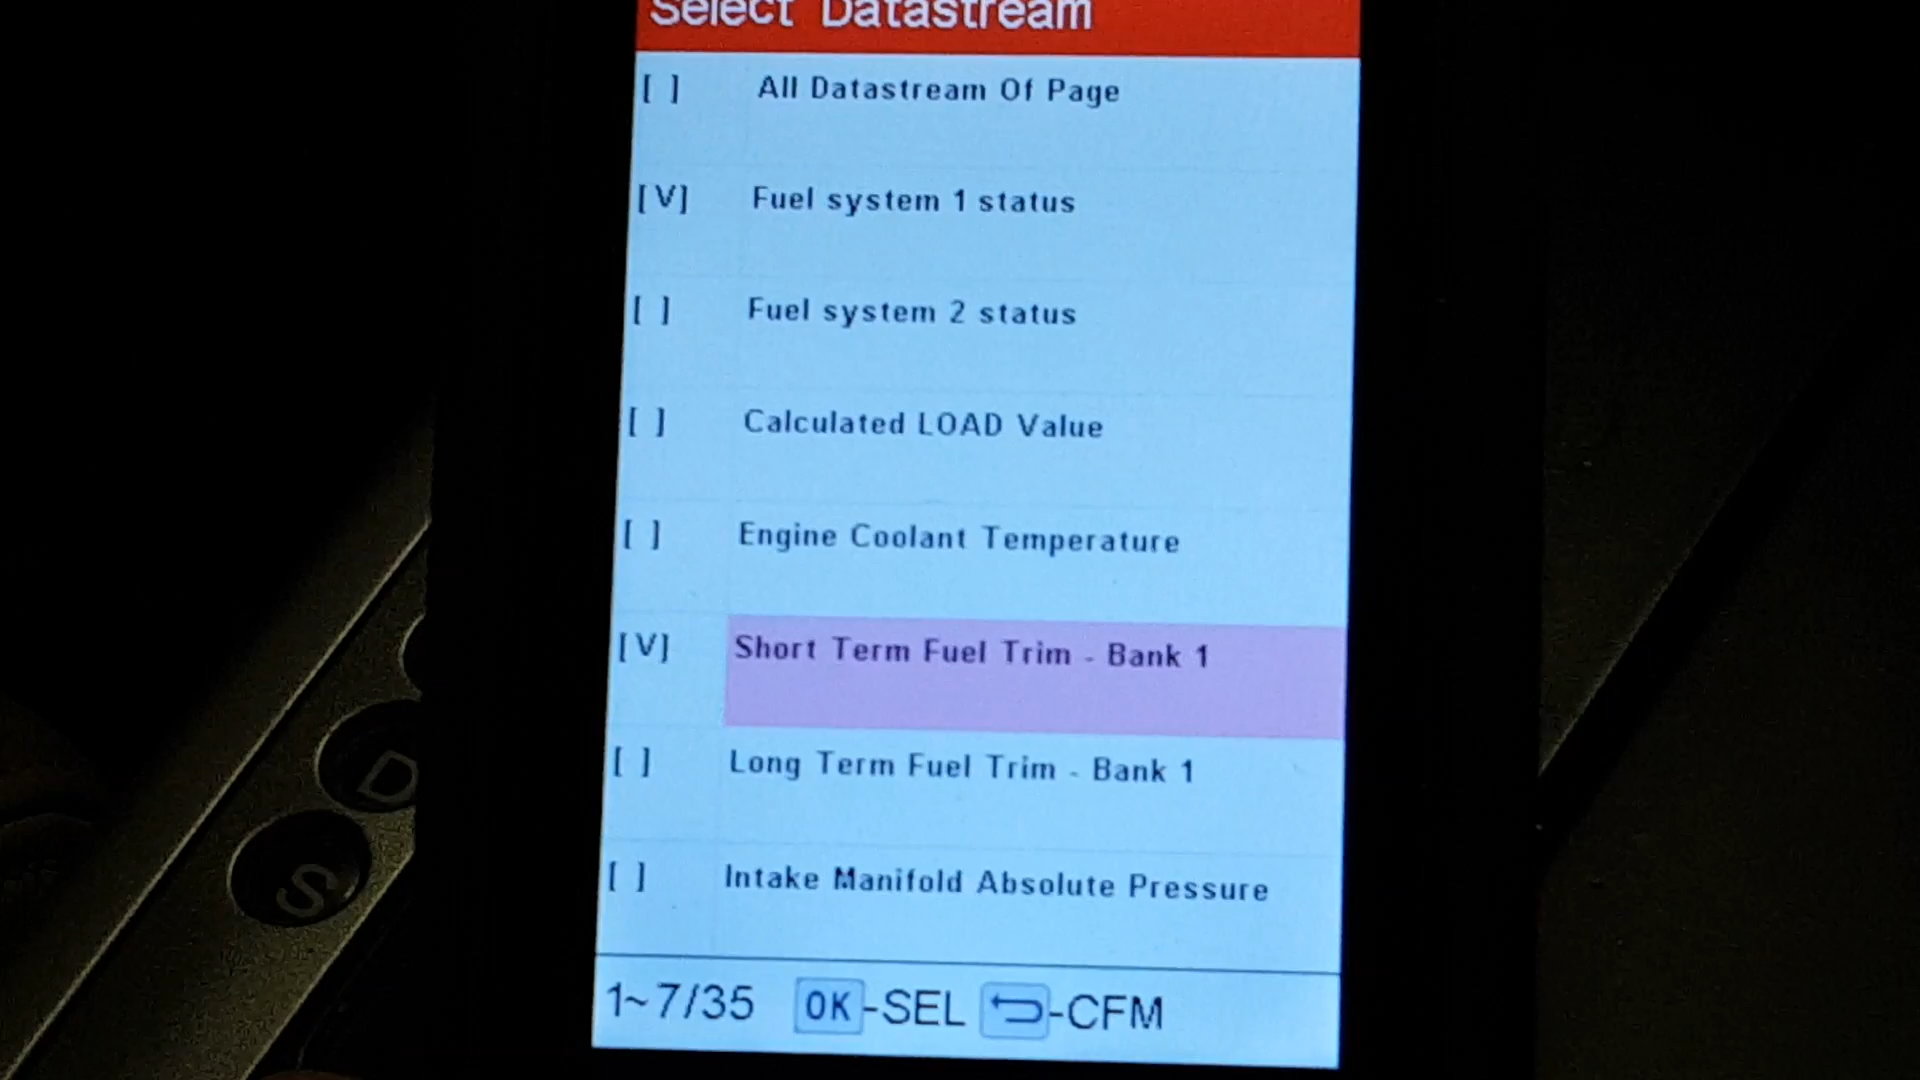 Select Datastream
[ ] All Datastream Of Page
[V] Fuel system 1 status
[ ] Fuel system 2 status
[ ] Calculated LOAD Value
[ ] Engine Coolant Temperature
[V] Short Term Fuel Trim - Bank 1
[ ] Long Term Fuel Trim - Bank 1
[ ] Intake Manifold Absolute Pressure
1~7/35 OK-SEL -CFM
D
S